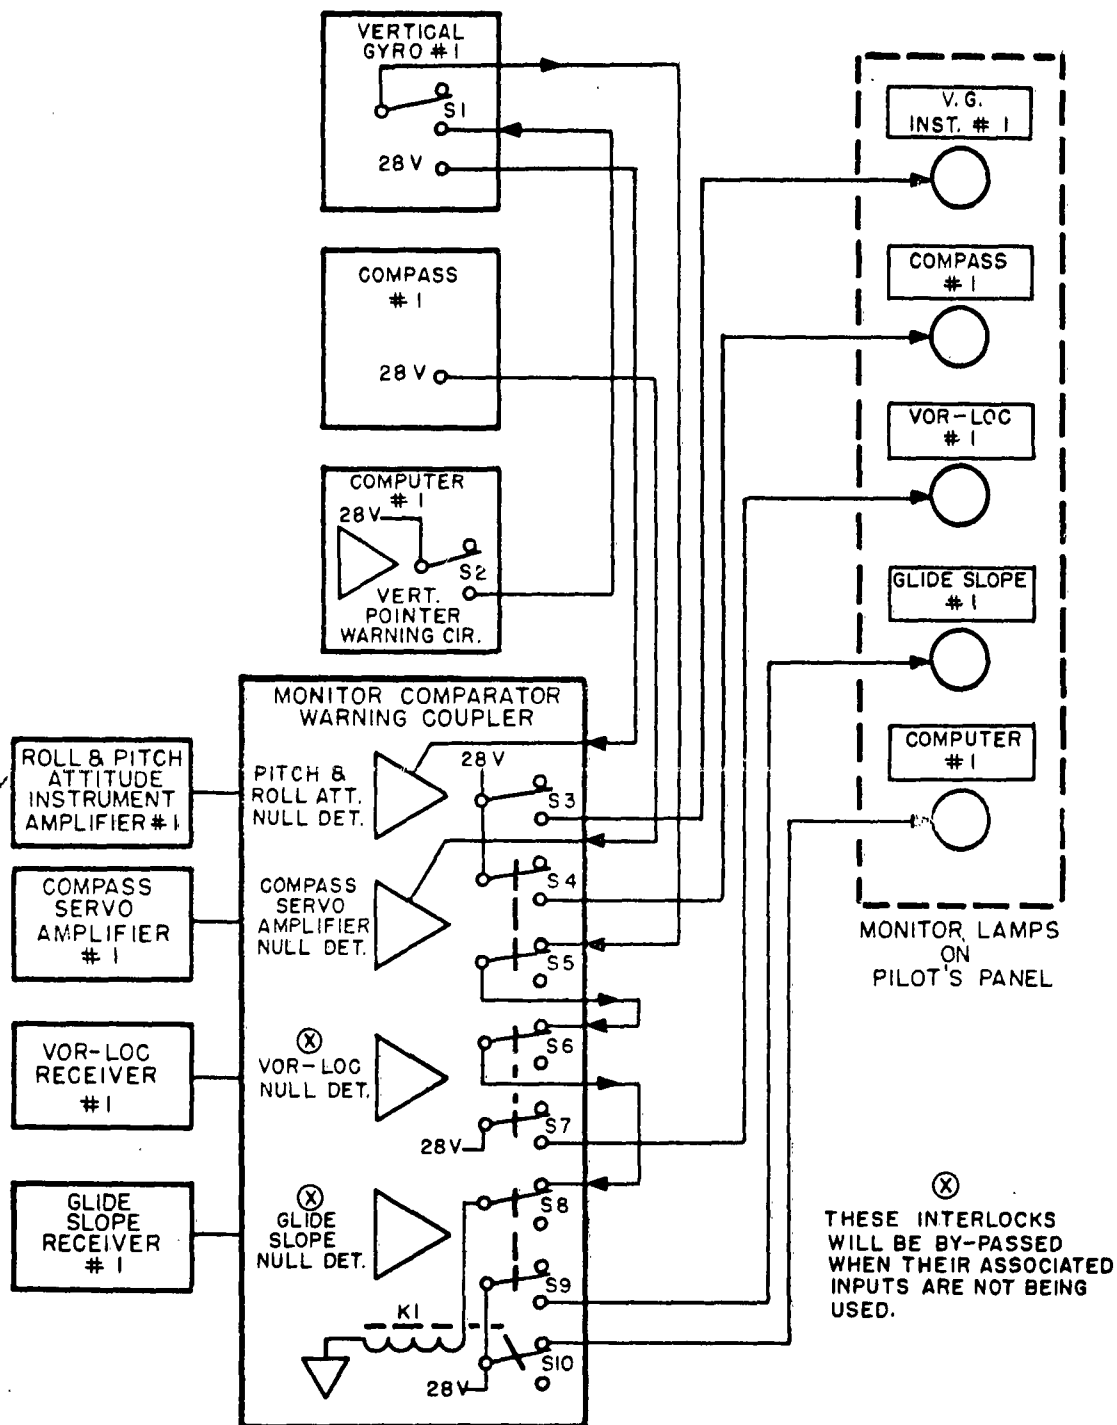 VERTICAL
GYRO #1
S1
28 V
V.G.
INST. # 1
COMPASS
#1
28 V
COMPASS
#1
COMPUTER
#1
28V
S2
VERT.
POINTER
WARNING CIR.
VOR-LOC
#1
GLIDE SLOPE
#1
COMPUTER
#1
MONITOR LAMPS
ON
PILOT'S PANEL
MONITOR COMPARATOR
WARNING COUPLER
28 V
PITCH &
ROLL ATT.
NULL DET.
S3
ROLL & PITCH
ATTITUDE
INSTRUMENT
AMPLIFIER #1
COMPASS
SERVO
AMPLIFIER
NULL DET.
S4
S5
COMPASS
SERVO
AMPLIFIER
#1
X
VOR-LOC
NULL DET.
S6
S7
28V
VOR-LOC
RECEIVER
#1
X
GLIDE
SLOPE
NULL DET.
S8
S9
K1
S10
28V
GLIDE
SLOPE
RECEIVER
#1
X
THESE INTERLOCKS
WILL BE BY-PASSED
WHEN THEIR ASSOCIATED
INPUTS ARE NOT BEING
USED.